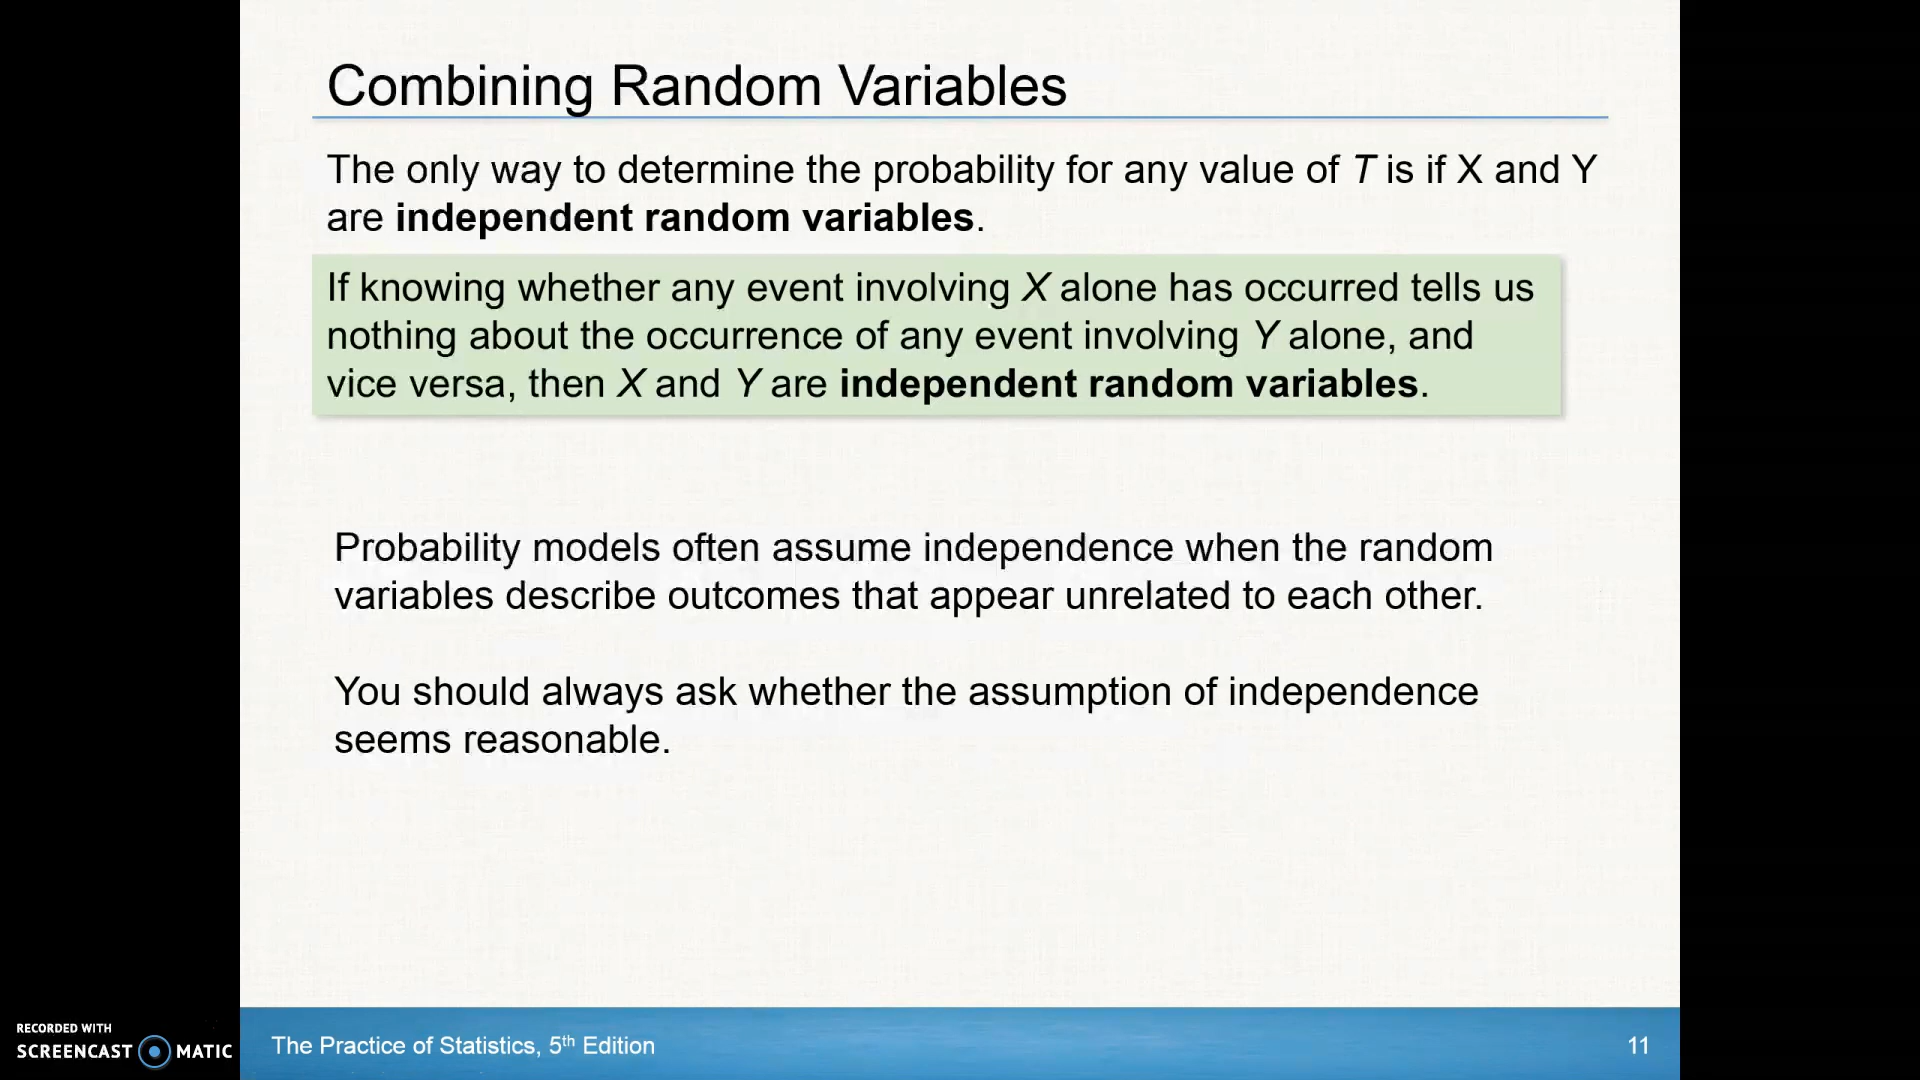 Combining Random Variables
The only way to determine the probability for any value of T is if X and Y
are independent random variables.
If knowing whether any event involving X alone has occurred tells us
nothing about the occurrence of any event involving Y alone, and
vice versa, then X and Y are independent random variables.
Probability models often assume independence when the random
variables describe outcomes that appear unrelated to each other.
You should always ask whether the assumption of independence
seems reasonable.
RECORDED WITH
SCREENCAST MATIC
The Practice of Statistics, 5th Edition
11